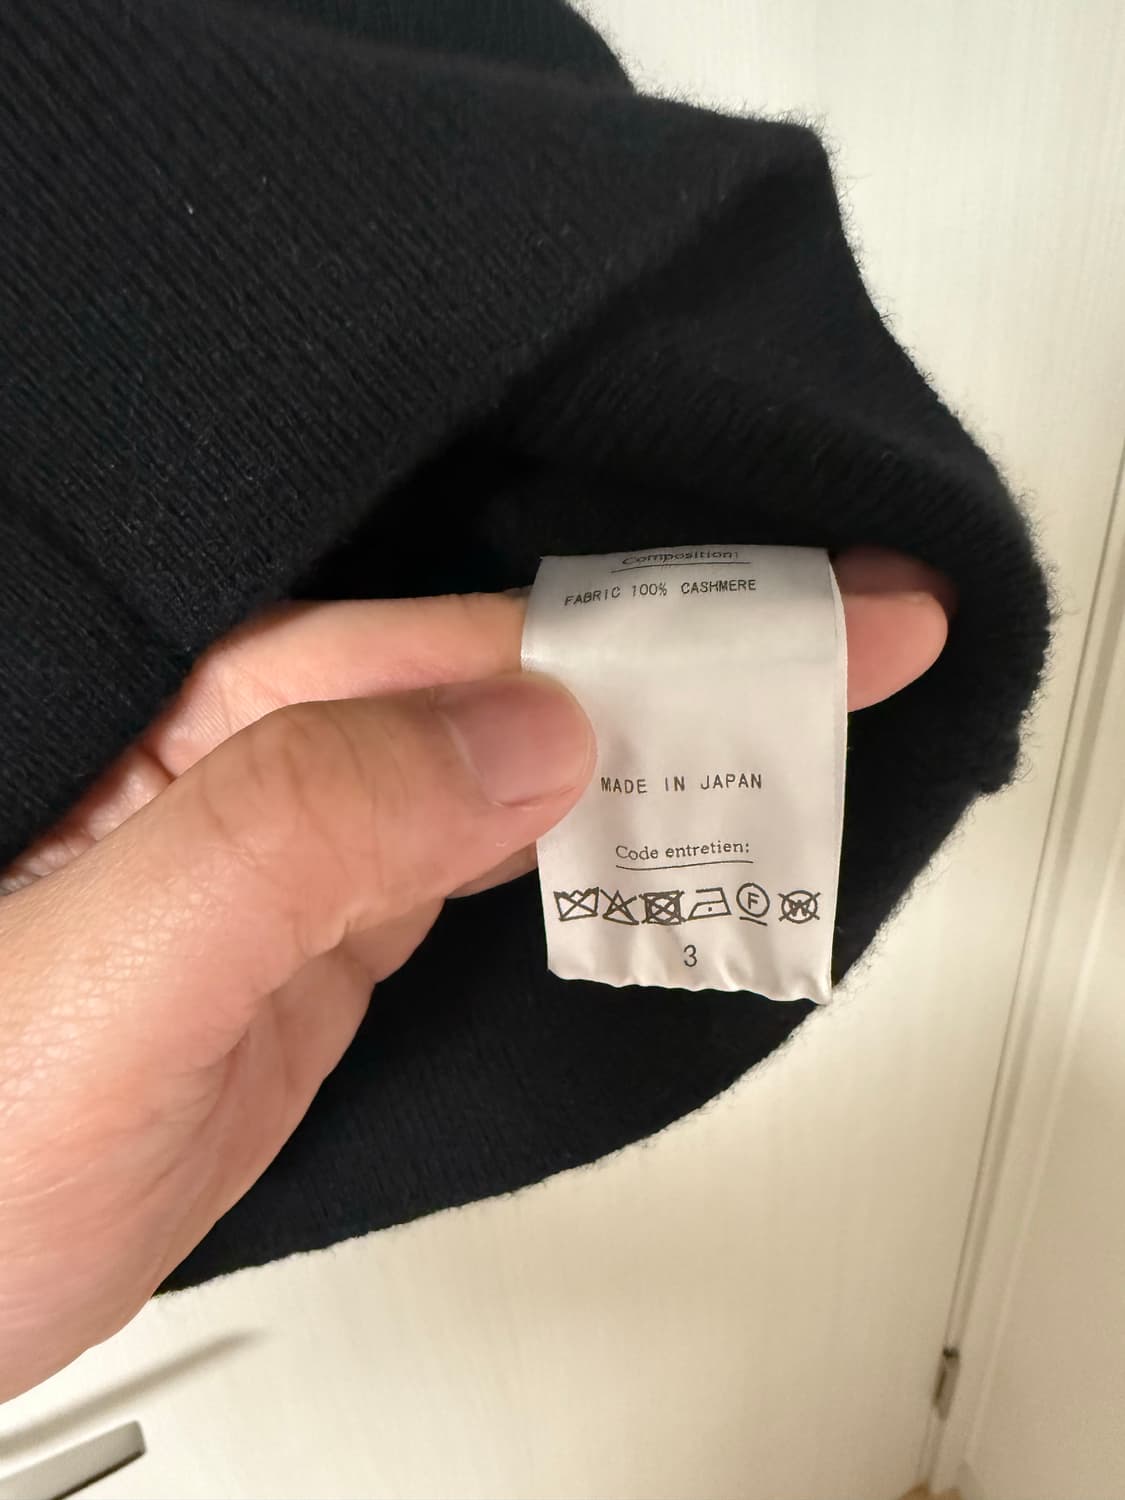 Composition:
FABRIC 100% CASHMERE
MADE IN JAPAN
Code entretien:
F W
3